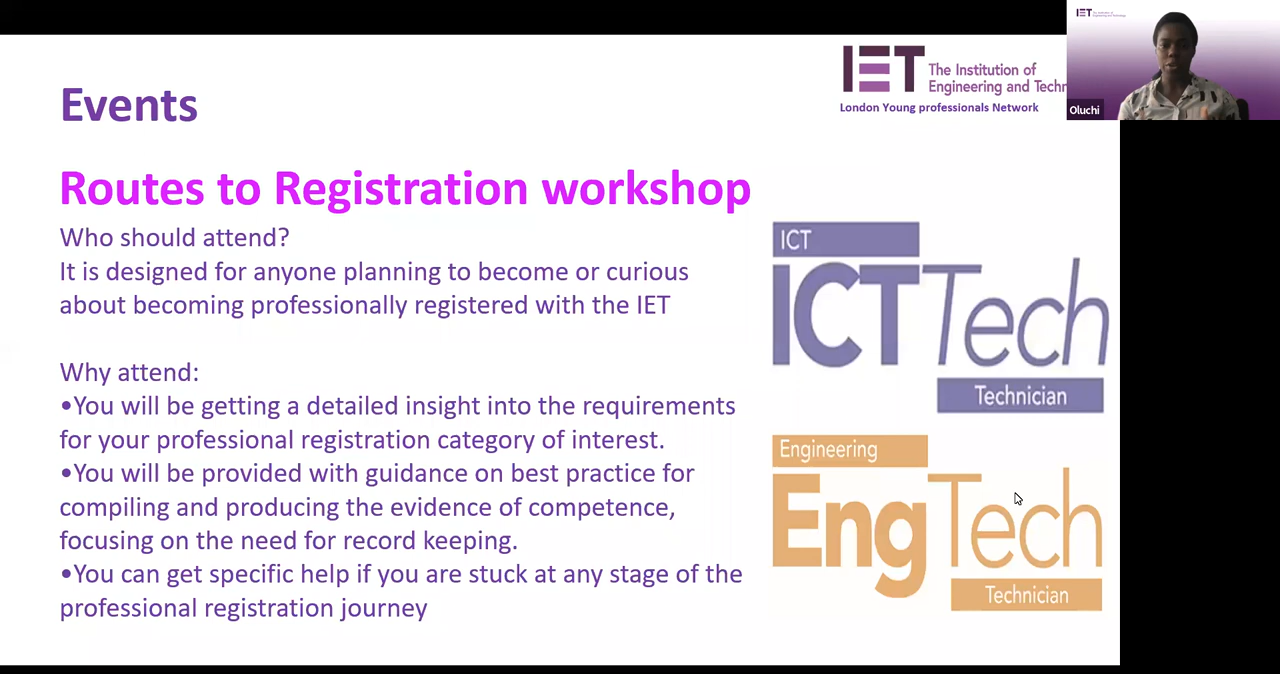 Events
IET The Institution of
Engineering and Techn
London Young professionals Network
IET
Oluchi
Routes to Registration workshop
Who should attend?
It is designed for anyone planning to become or curious
about becoming professionally registered with the IET
Why attend:
•You will be getting a detailed insight into the requirements
for your professional registration category of interest.
•You will be provided with guidance on best practice for
compiling and producing the evidence of competence,
focusing on the need for record keeping.
•You can get specific help if you are stuck at any stage of the
professional registration journey
ICT
ICTTech
Technician
Engineering
EngTech
Technician